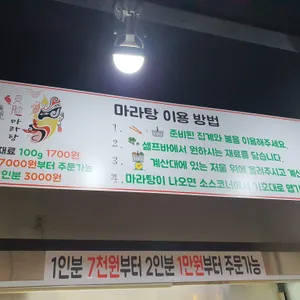 마라탕
재료 100g 1700원
7000원부터 주문가능
인분 3000원
마라탕 이용 방법
1. 준비된 집게와 볼을 이용해주세요.
2. 셀프바에서 원하시는 재료를 담습니다.
3. 계산대에 있는 저울 위에 올려주시고 계산
4. 마라탕이 나오면 소스코너에서 기호대로
1인분 7천원부터 2인분 1만원부터 주문가능